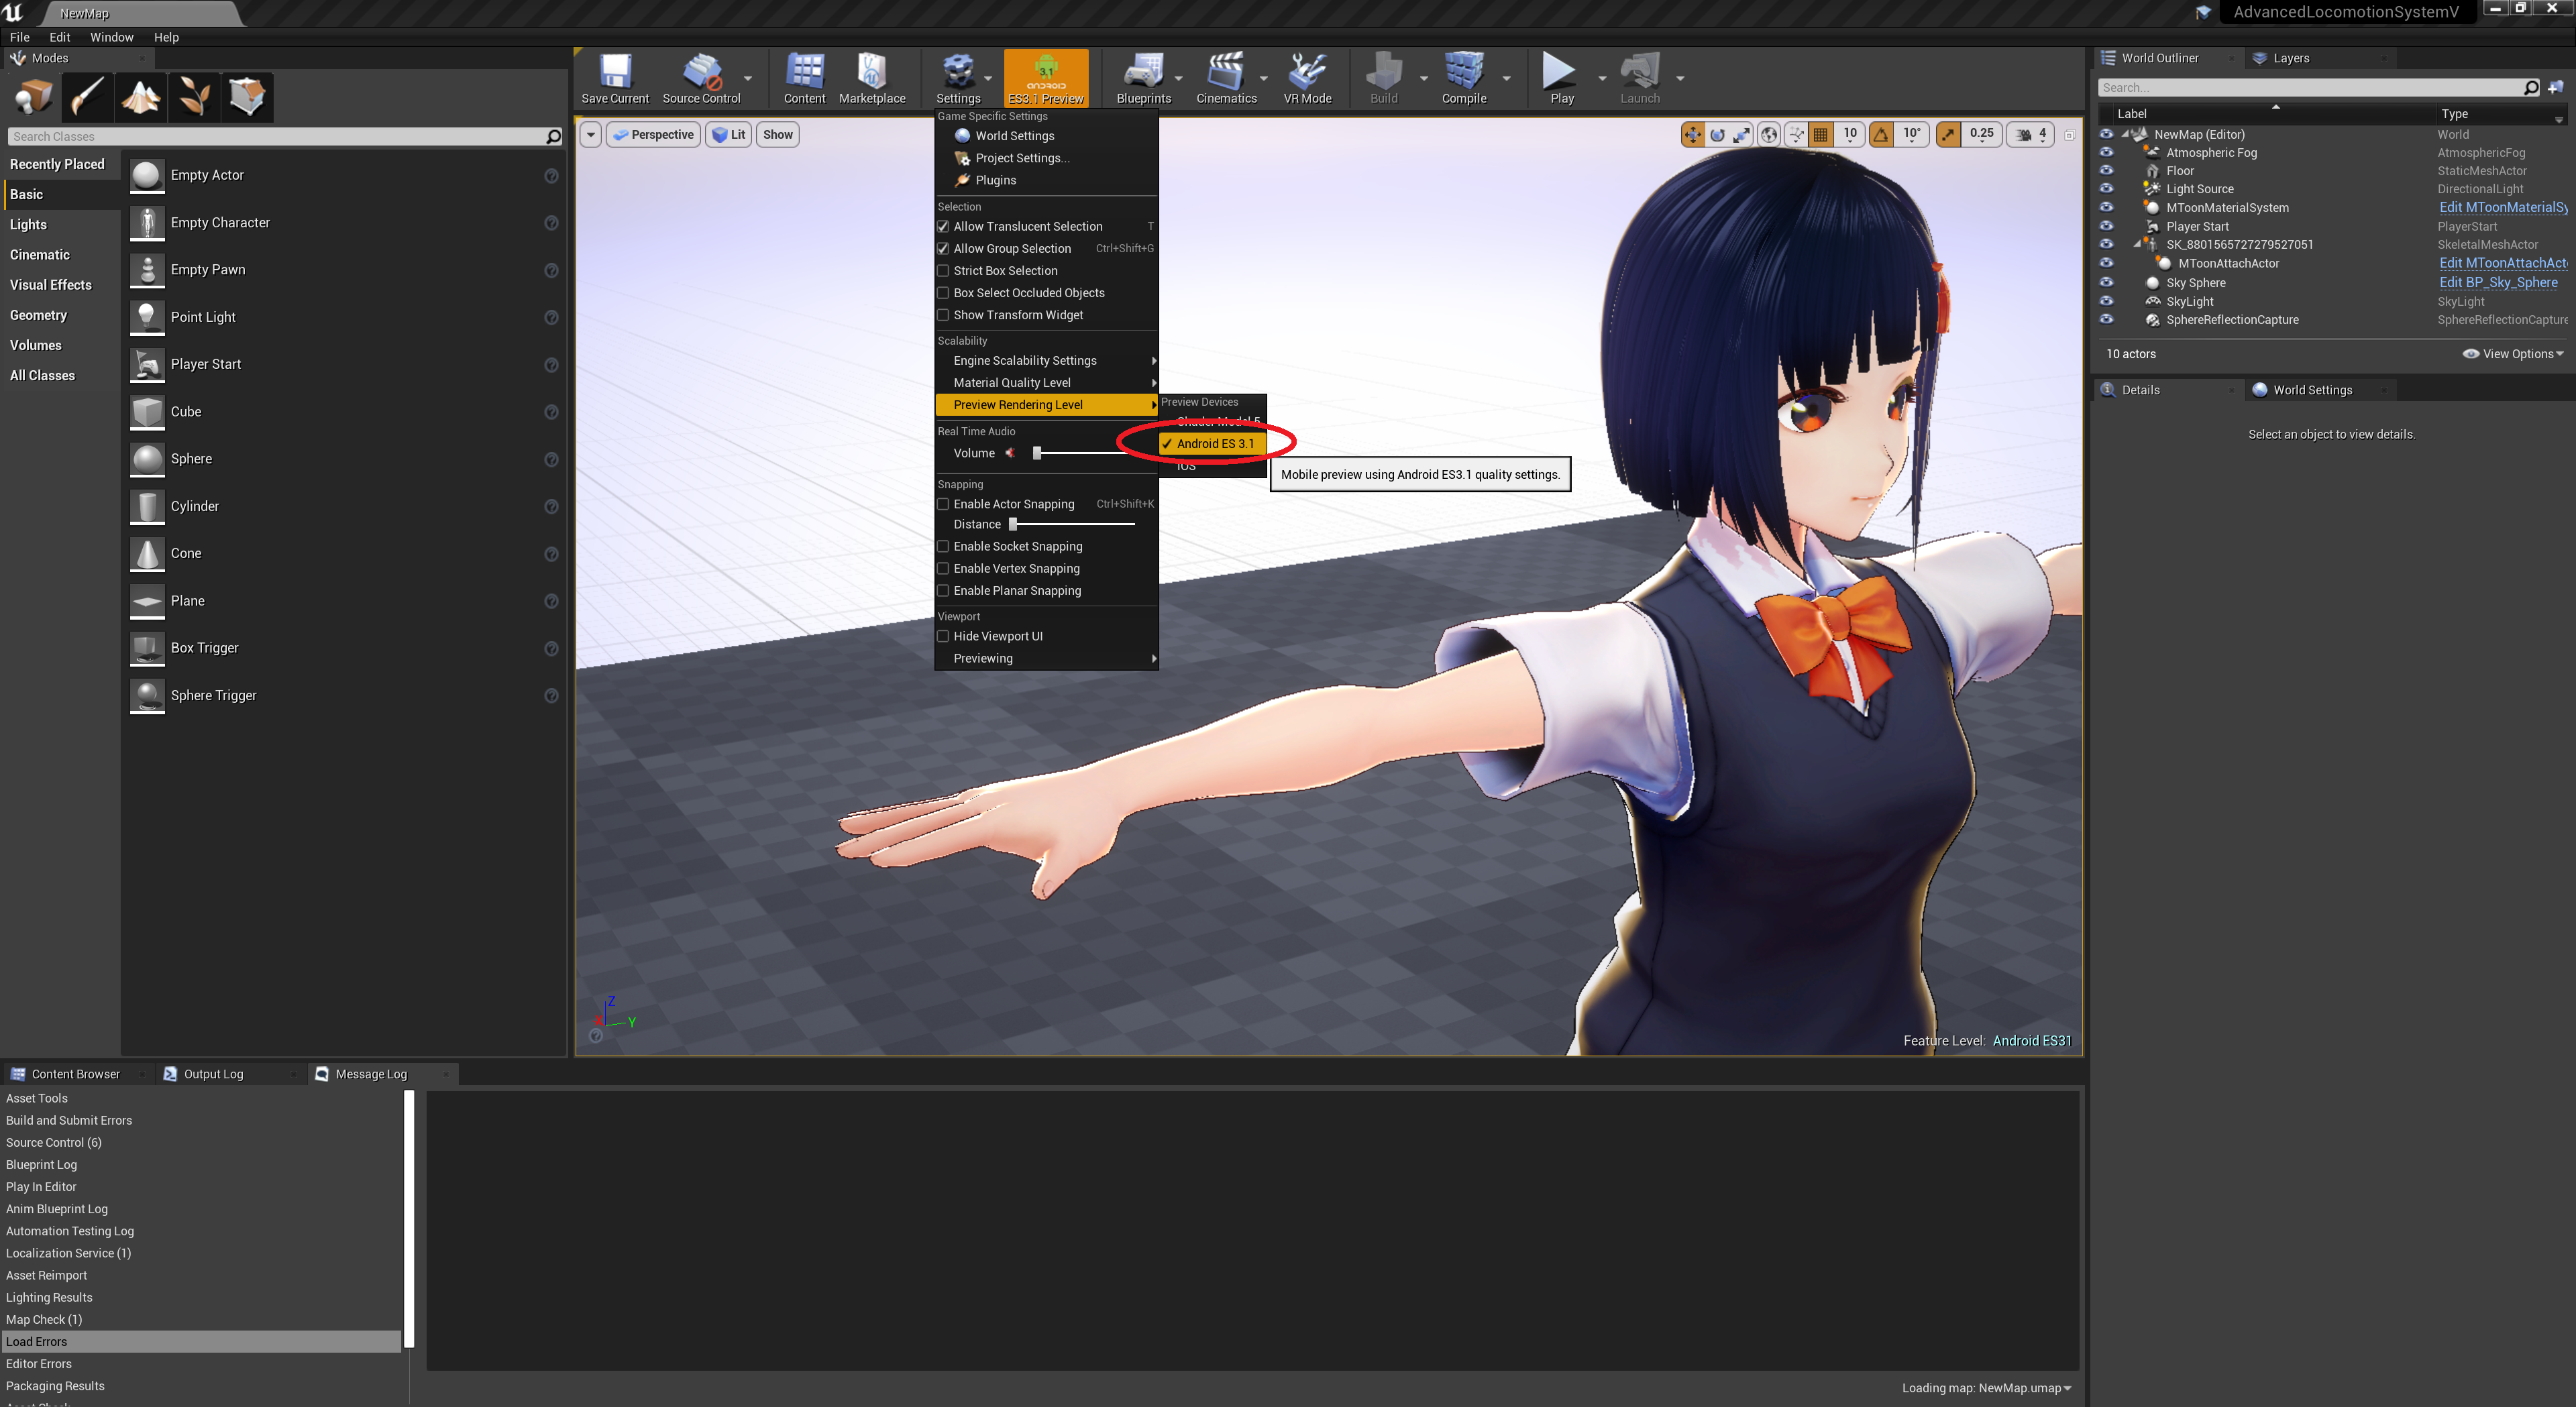 NewMap
AdvancedLocomotionSystemV
File Edit Window Help
Modes
Search Classes
Recently Placed
Basic
Lights
Cinematic
Visual Effects
Geometry
Volumes
All Classes
Empty Actor
Empty Character
Empty Pawn
Point Light
Player Start
Cube
Sphere
Cylinder
Cone
Plane
Box Trigger
Sphere Trigger
Save Current
Source Control
Content
Marketplace
Settings
3.1
ANDROID
ES3.1 Preview
Blueprints
Cinematics
VR Mode
Build
Compile
Play
Launch
Perspective
Lit
Show
10
10°
0.25
4
Game Specific Settings
World Settings
Project Settings...
Plugins
Selection
Allow Translucent Selection T
Allow Group Selection Ctrl+Shift+G
Strict Box Selection
Box Select Occluded Objects
Show Transform Widget
Scalability
Engine Scalability Settings
Material Quality Level
Preview Rendering Level
Real Time Audio
Volume
Snapping
Enable Actor Snapping Ctrl+Shift+K
Distance
Enable Socket Snapping
Enable Vertex Snapping
Enable Planar Snapping
Viewport
Hide Viewport UI
Previewing
Preview Devices
Shader Model 5
Android ES 3.1
iOS
Mobile preview using Android ES3.1 quality settings.
Z
X
Y
Feature Level: Android ES31
World Outliner
Layers
Search...
Label Type
NewMap (Editor) World
Atmospheric Fog AtmosphericFog
Floor StaticMeshActor
Light Source DirectionalLight
MToonMaterialSystem Edit MToonMaterialSy
Player Start PlayerStart
SK_8801565727279527051 SkeletalMeshActor
MToonAttachActor Edit MToonAttachActo
Sky Sphere Edit BP_Sky_Sphere
SkyLight SkyLight
SphereReflectionCapture SphereReflectionCapture
10 actors
View Options
Details
World Settings
Select an object to view details.
Content Browser
Output Log
Message Log
Asset Tools
Build and Submit Errors
Source Control (6)
Blueprint Log
Play In Editor
Anim Blueprint Log
Automation Testing Log
Localization Service (1)
Asset Reimport
Lighting Results
Map Check (1)
Load Errors
Editor Errors
Packaging Results
Loading map: NewMap.umap